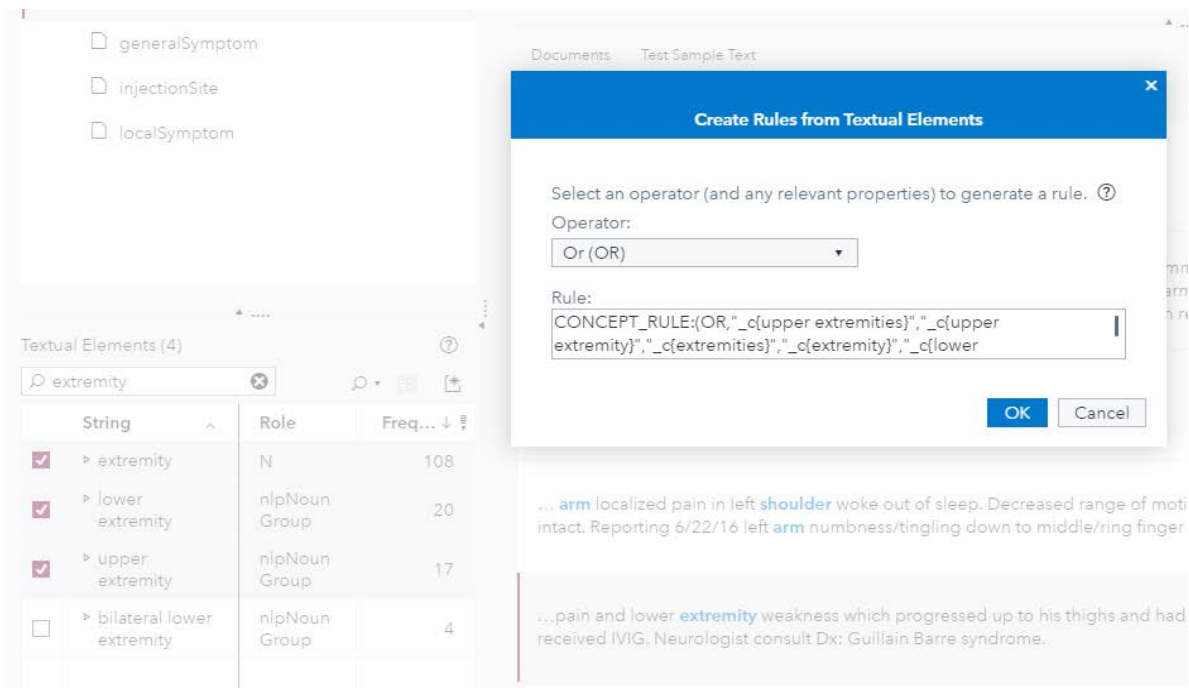 generalSymptom
injectionSite
localSymptom
Documents Test Sample Text
Create Rules from Textual Elements
Select an operator (and any relevant properties) to generate a rule.
Operator:
Or (OR)
Rule:
CONCEPT_RULE:(OR,"_c{upper extremities}","_c{upper
extremity}","_c{extremities}","_c{extremity}","_c{lower
OK Cancel
Textual Elements (4)
extremity
String Role Freq...
extremity N 108
lower
extremity
nlpNoun
Group
20
upper
extremity
nlpNoun
Group
17
bilateral lower
extremity
nlpNoun
Group
4
... arm localized pain in left shoulder woke out of sleep. Decreased range of moti
intact. Reporting 6/22/16 left arm numbness/tingling down to middle/ring finger
...pain and lower extremity weakness which progressed up to his thighs and had
received IVIG. Neurologist consult Dx: Guillain Barre syndrome.